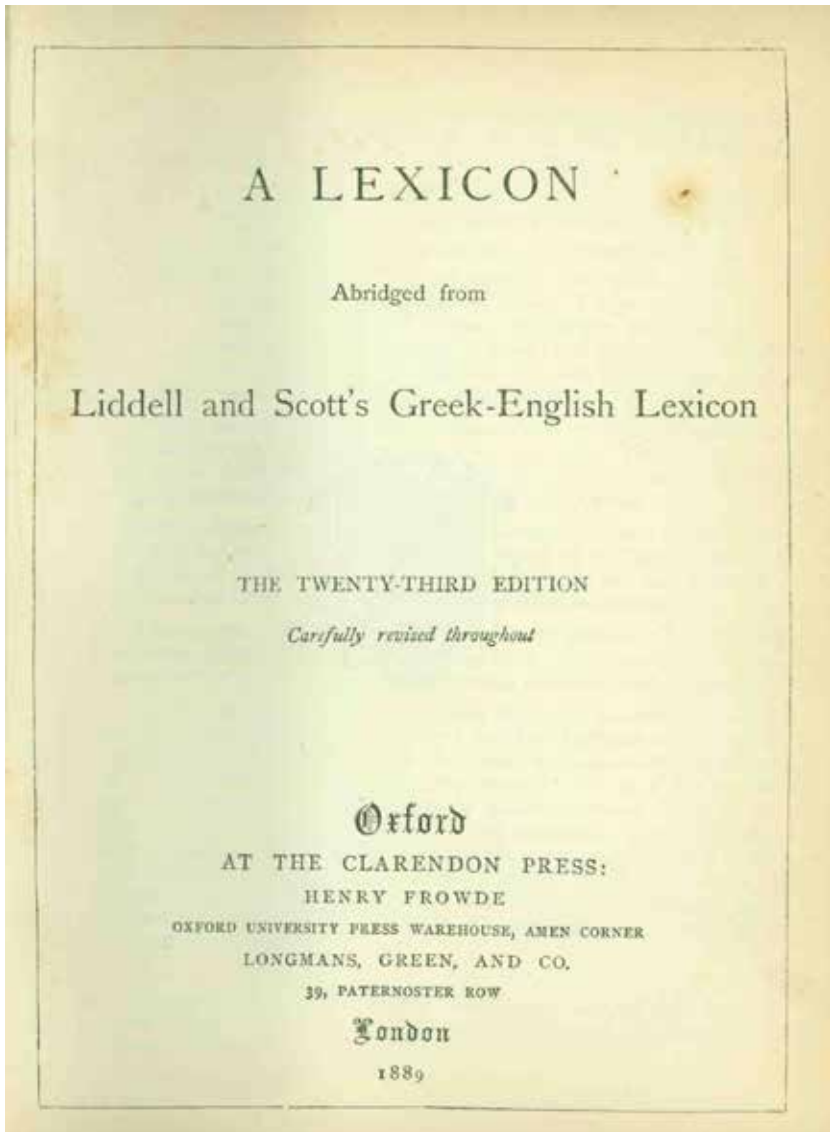 A LEXICON
Abridged from
Liddell and Scott's Greek-English Lexicon
THE TWENTY-THIRD EDITION
Carefully revised throughout
Oxford
AT THE CLARENDON PRESS:
HENRY FROWDE
OXFORD UNIVERSITY PRESS WAREHOUSE, AMEN CORNER
LONGMANS, GREEN, AND CO.
39, PATERNOSTER ROW
London
1889